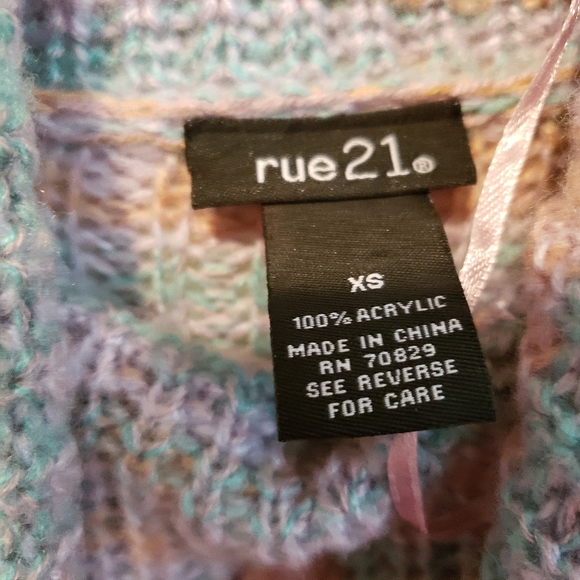 rue21®
XS
100% ACRYLIC
MADE IN CHINA
RN 70829
SEE REVERSE
FOR CARE